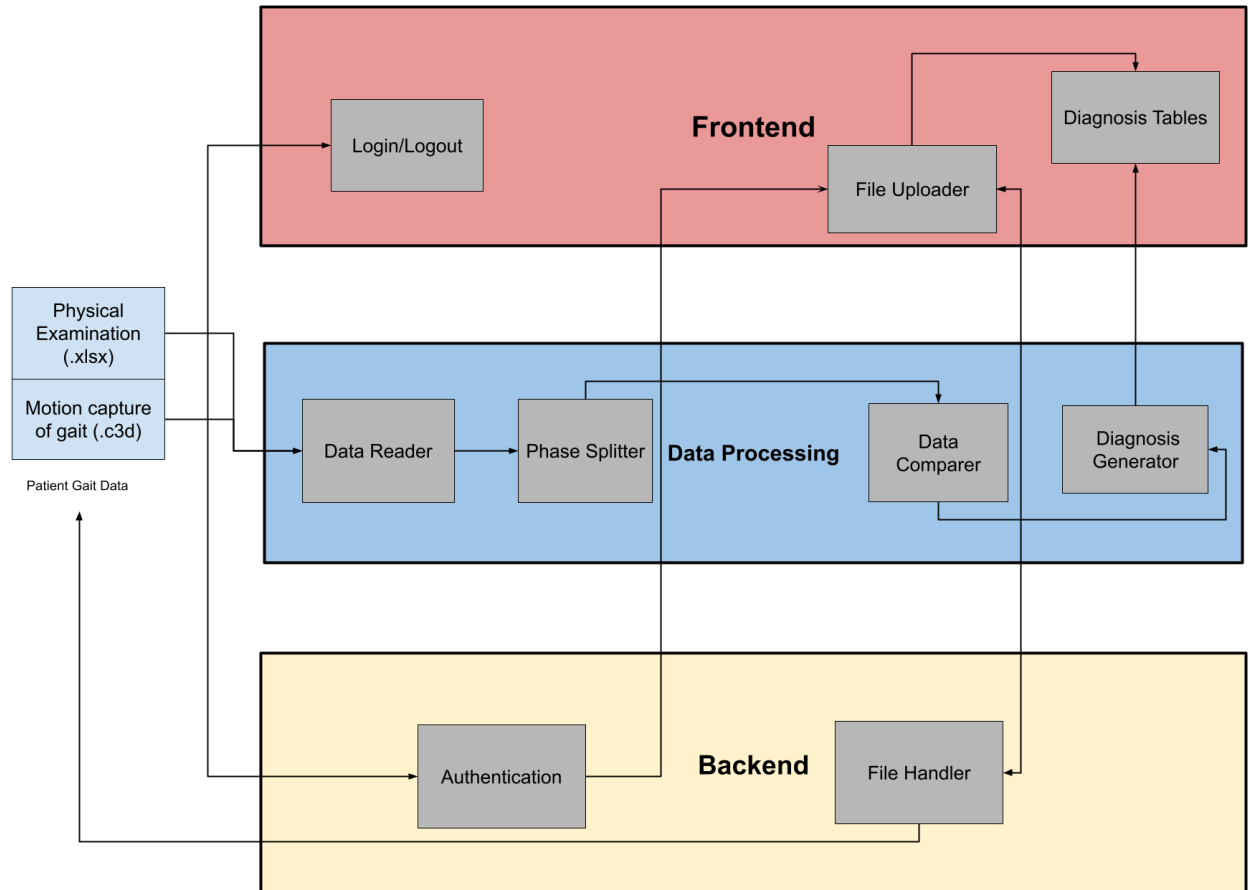 Frontend
Login/Logout
File Uploader
Diagnosis Tables
Physical
Examination
(.xlsx)
Motion capture
of gait (.c3d)
Patient Gait Data
Data Reader
Phase Splitter
Data Processing
Data
Comparer
Diagnosis
Generator
Backend
Authentication
File Handler